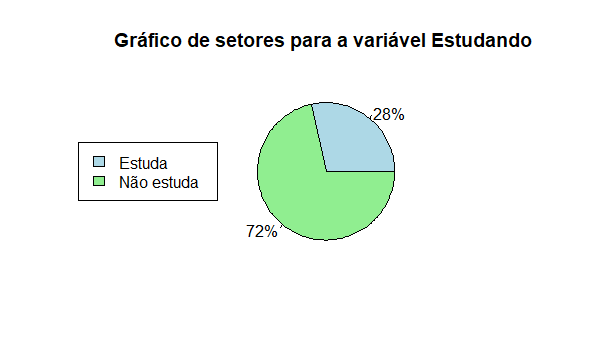 Gráfico de setores para a variável Estudando
28%
Estuda
Não estuda
72%